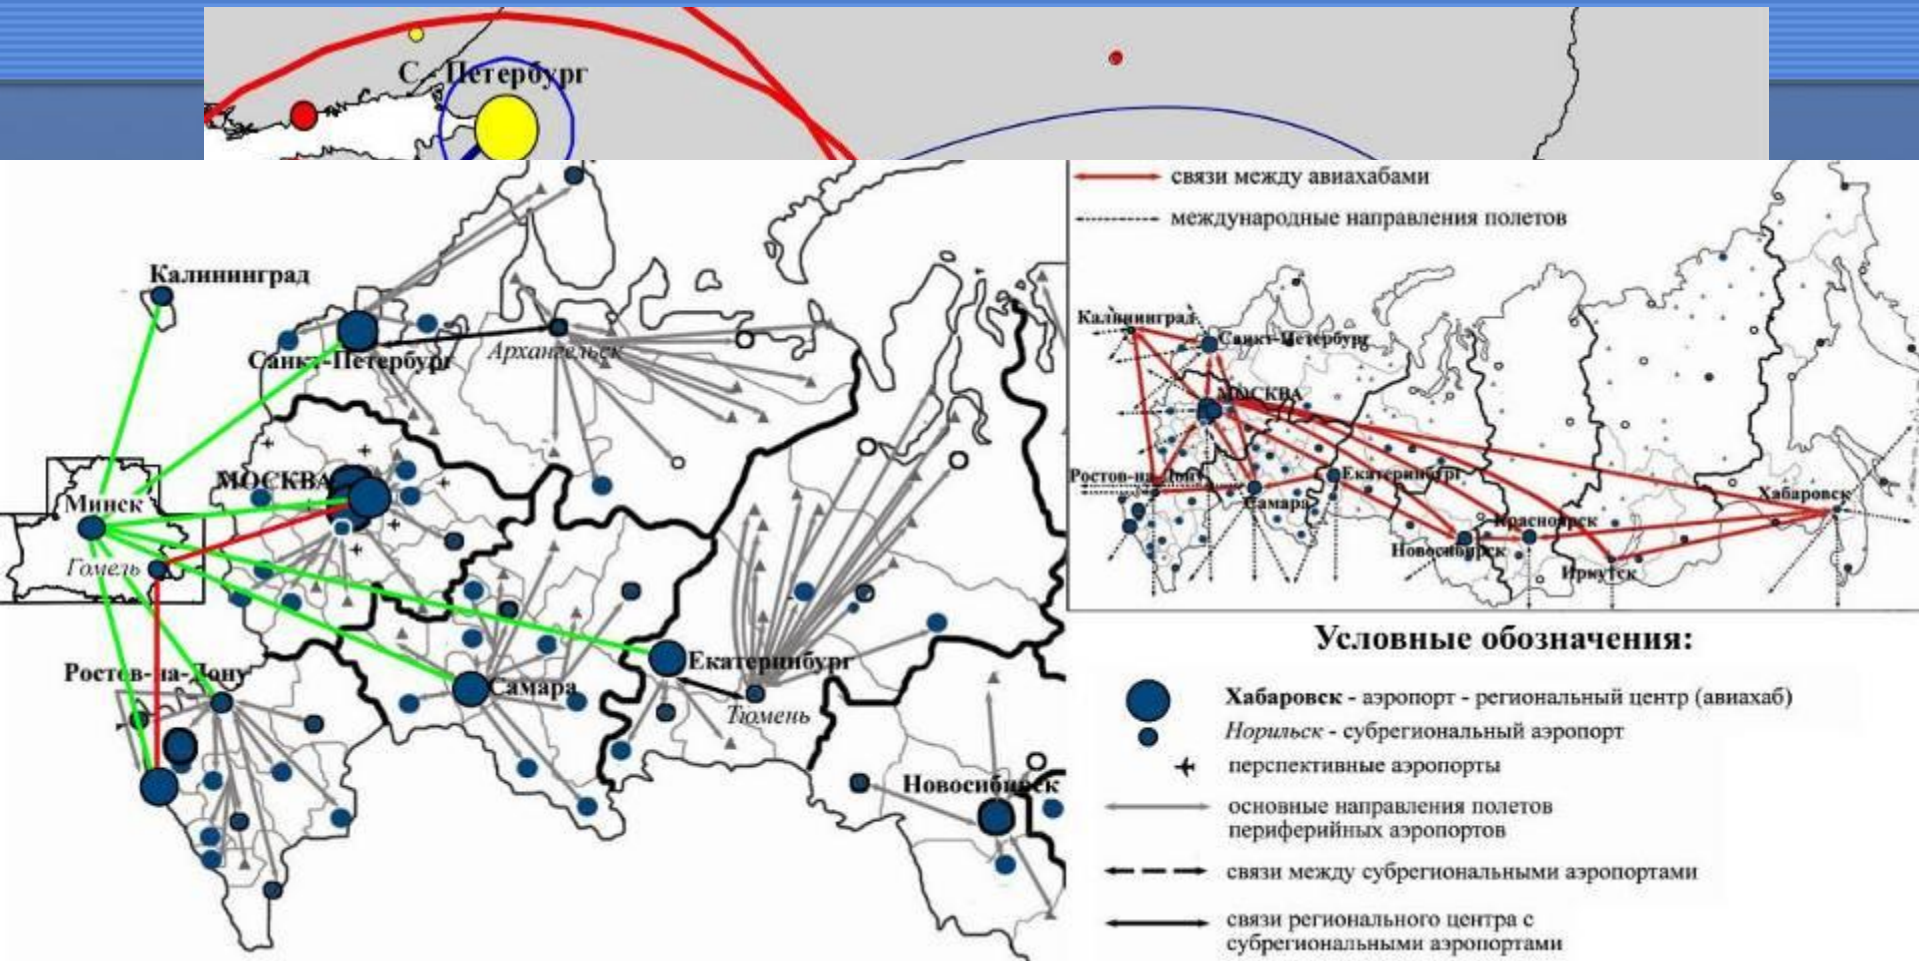 С - Петербург
Калининград
Санкт-Петербург
Архангельск
МОСКВА
Минск
Гомель
Ростов-на-Дону
Екатеринбург
Самара
Тюмень
Новосибирск
связи между авиахабами
международные направления полетов
Калининград
Санкт-Петербург
МОСКВА
Ростов-на-Дону
Екатеринбург
Самара
Хабаровск
Красноярск
Новосибирск
Иркутск
Условные обозначения:
Хабаровск - аэропорт - региональный центр (авиахаб)
Норильск - субрегиональный аэропорт
перспективные аэропорты
основные направления полетов
периферийных аэропортов
связи между субрегиональными аэропортами
связи регионального центра с
субрегиональными аэропортами